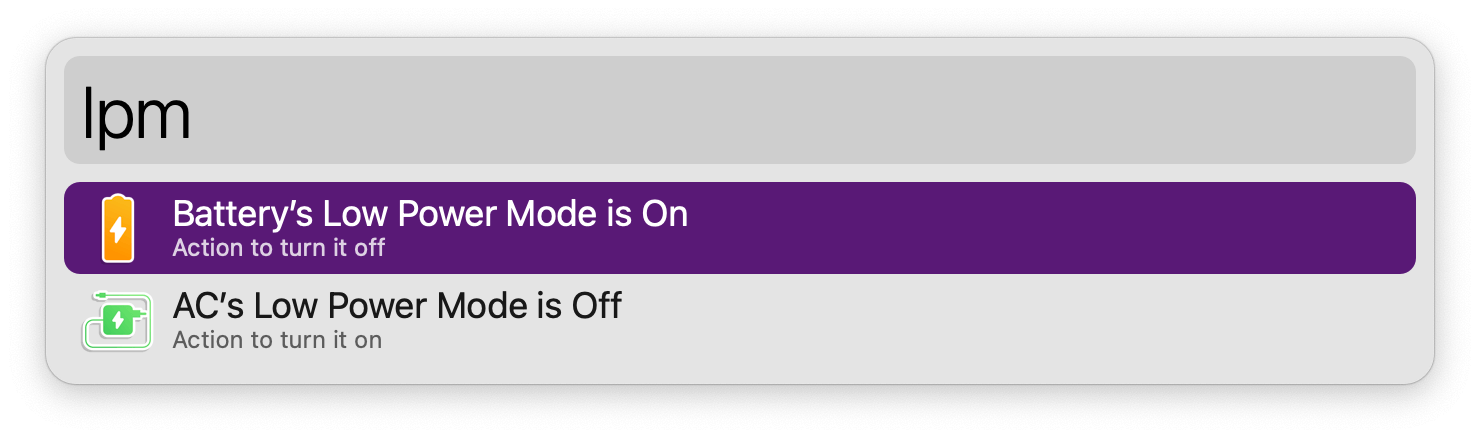 lpm
Battery’s Low Power Mode is On
Action to turn it off
AC’s Low Power Mode is Off
Action to turn it on